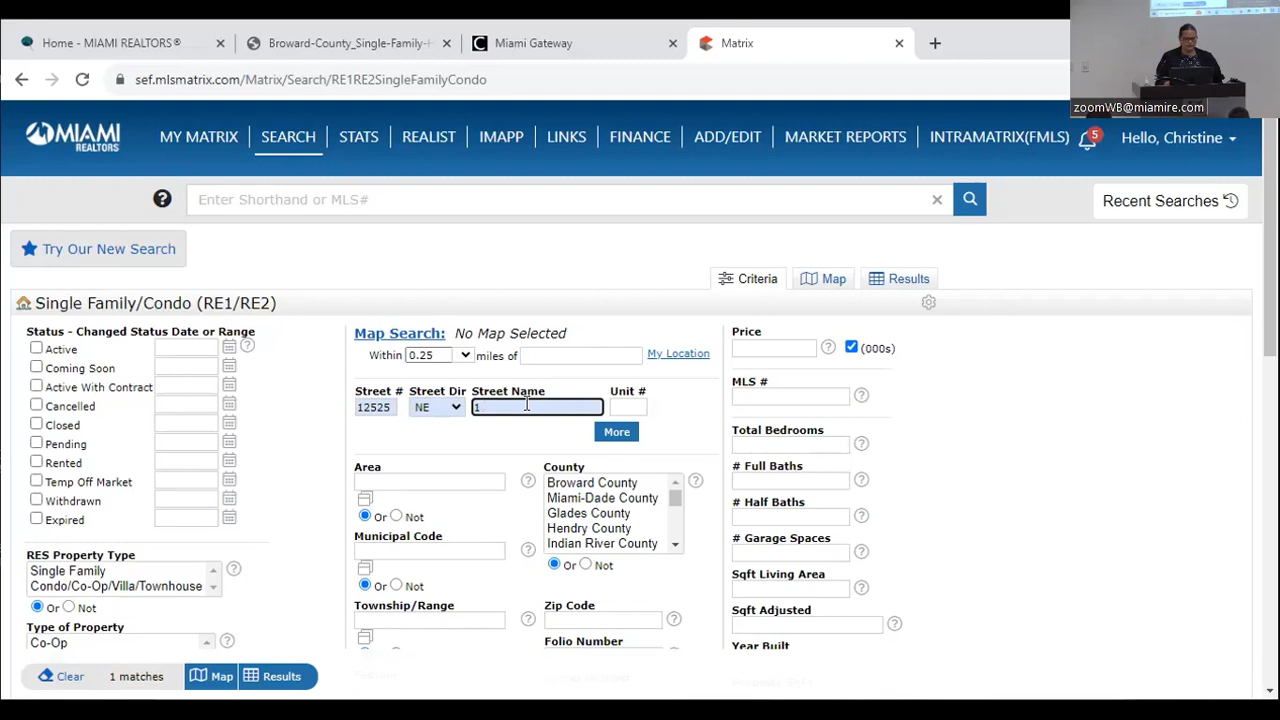 Home - MIAMI REALTORS®
Broward-County_Single-Family-H
Miami Gateway
Matrix
zoomWB@miamire.com
sef.mlsmatrix.com/Matrix/Search/RE1RE2SingleFamilyCondo
MIAMI REALTORS
MY MATRIX
SEARCH
STATS
REALIST
IMAPP
LINKS
FINANCE
ADD/EDIT
MARKET REPORTS
INTRAMATRIX(FMLS)
5
Hello, Christine
? Enter Shorthand or MLS#
Recent Searches
Try Our New Search
Criteria
Map
Results
Single Family/Condo (RE1/RE2)
Status - Changed Status Date or Range
Active
Coming Soon
Active With Contract
Cancelled
Closed
Pending
Rented
Temp Off Market
Withdrawn
Expired
RES Property Type
Single Family
Condo/Co-Op/Villa/Townhouse
Or Not
Type of Property
Co-Op
Map Search: No Map Selected
Within 0.25 miles of My Location
Street # Street Dir Street Name Unit #
12525 NE 1
More
Area
Or Not
Municipal Code
Or Not
Township/Range
County
Broward County
Miami-Dade County
Glades County
Hendry County
Indian River County
Or Not
Zip Code
Folio Number
Price
(000s)
MLS #
Total Bedrooms
# Full Baths
# Half Baths
# Garage Spaces
Sqft Living Area
Sqft Adjusted
Year Built
Clear 1 matches Map Results